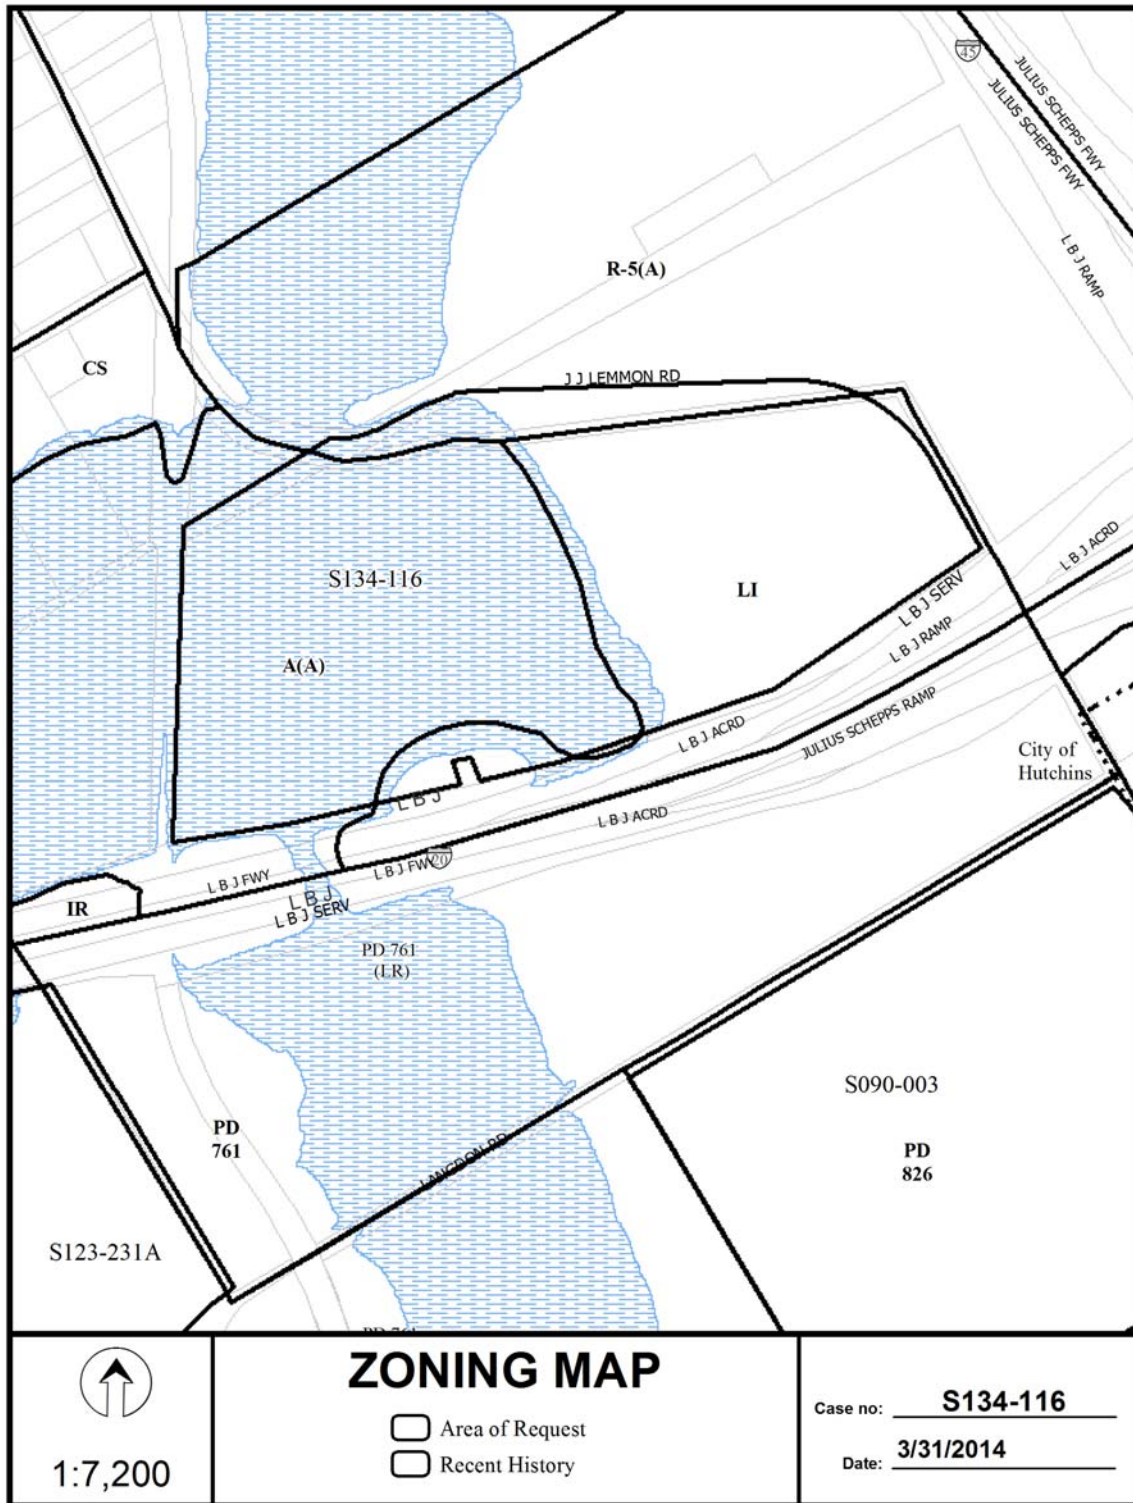 45
JULIUS SCHEPPS FWY
JULIUS SCHEPPS FWY
L B J RAMP
R-5(A)
CS
J J LEMMON RD
S134-116
LI
L B J ACRD
L B J SERV
L B J RAMP
A(A)
JULIUS SCHEPPS RAMP
L B J ACRD
City of
Hutchins
L B J
L B J ACRD
20
L B J FWY
L B J FWY
IR
L B J
L B J SERV
PD 761
(LR)
S090-003
PD
761
LANGDON RD
PD
826
S123-231A
PD 761
1:7,200
ZONING MAP
Area of Request
Recent History
Case no: S134-116
Date: 3/31/2014